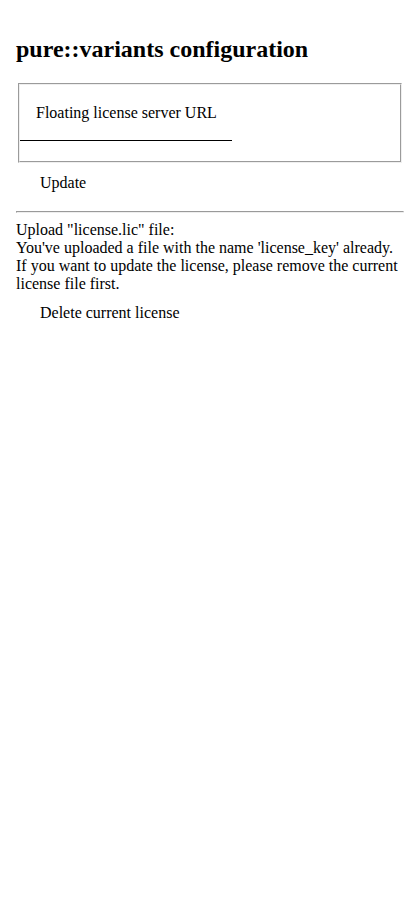 pure::variants configuration
Floating license server URL
Update
Upload "license.lic" file:
You've uploaded a file with the name 'license_key' already.
If you want to update the license, please remove the current
license file first.
Delete current license